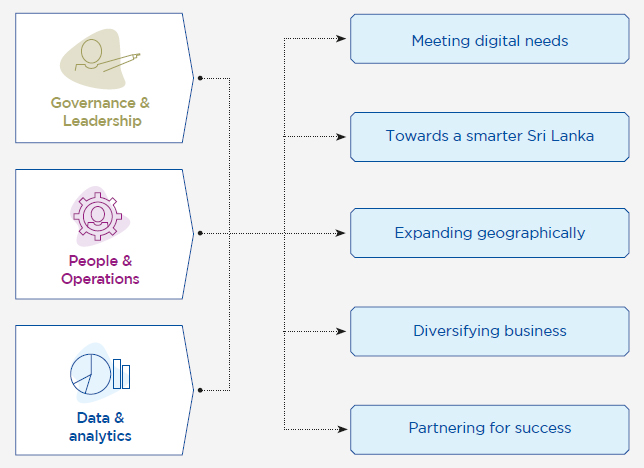 Governance &
Leadership
People &
Operations
Data &
analytics
Meeting digital needs
Towards a smarter Sri Lanka
Expanding geographically
Diversifying business
Partnering for success